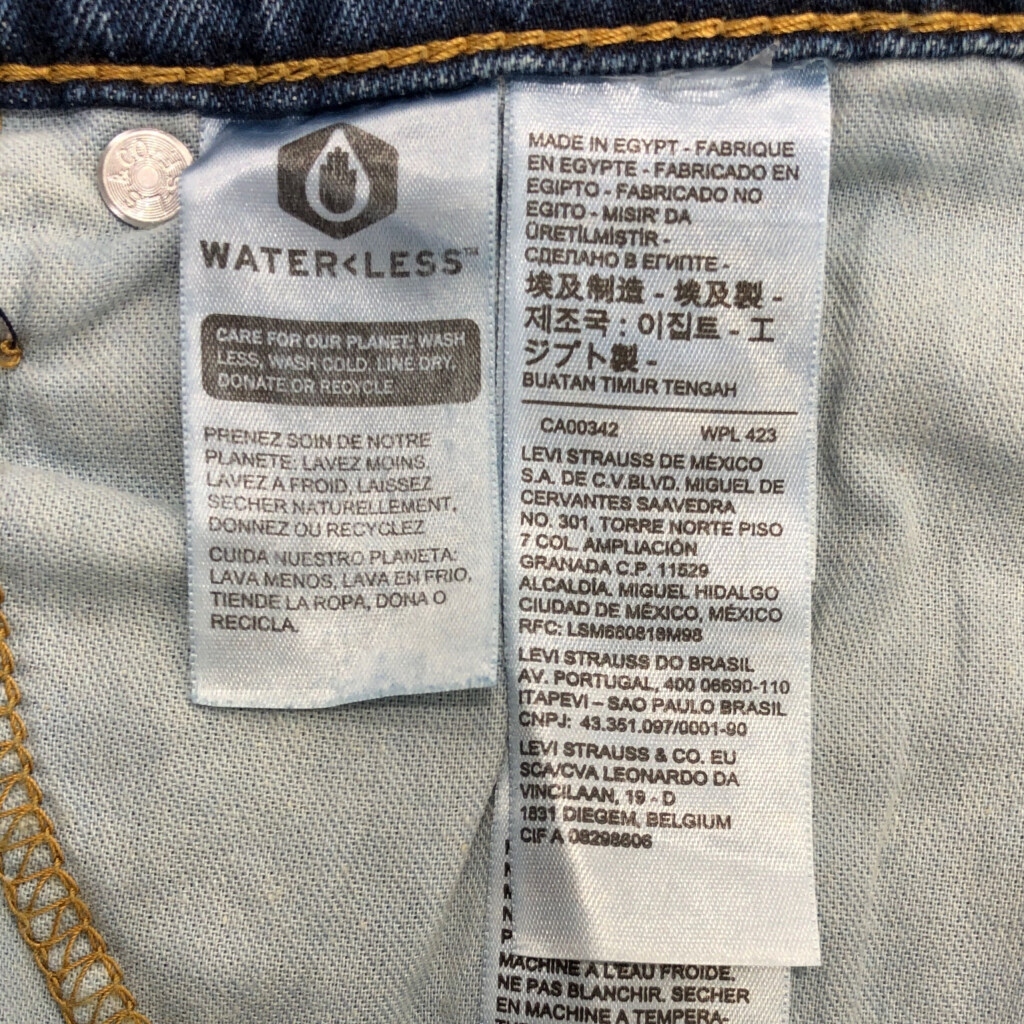 WATER<LESS™
CARE FOR OUR PLANET: WASH
LESS, WASH COLD, LINE DRY,
DONATE OR RECYCLE
PRENEZ SOIN DE NOTRE
PLANETE: LAVEZ MOINS,
LAVEZ A FROID, LAISSEZ
SECHER NATURELLEMENT,
DONNEZ OU RECYCLEZ
CUIDA NUESTRO PLANETA:
LAVA MENOS, LAVA EN FRIO,
TIENDE LA ROPA, DONA O
RECICLA.
MADE IN EGYPT - FABRIQUE
EN EGYPTE - FABRICADO EN
EGIPTO - FABRICADO NO
EGITO - MISIR' DA
ÜRETİLMİSTİR -
СДЕЛАНО В ЕГИПТЕ -
埃及制造 - 埃及製 -
제조국 : 이집트 - エ
ジプト製 -
BUATAN TIMUR TENGAH
CA00342 WPL 423
LEVI STRAUSS DE MÉXICO
S.A. DE C.V.BLVD. MIGUEL DE
CERVANTES SAAVEDRA
NO. 301, TORRE NORTE PISO
7 COL. AMPLIACIÓN
GRANADA C.P. 11529
ALCALDÍA. MIGUEL HIDALGO
CIUDAD DE MÉXICO, MÉXICO
RFC: LSM680818M98
LEVI STRAUSS DO BRASIL
AV. PORTUGAL, 400 06690-110
ITAPEVI – SAO PAULO BRASIL
CNPJ: 43.351.097/0001-90
LEVI STRAUSS & CO. EU
SCA/CVA LEONARDO DA
VINCILAAN, 19 - D
1831 DIEGEM, BELGIUM
CIF A 08298606
MACHINE A L'EAU FROIDE,
NE PAS BLANCHIR. SECHER
EN MACHINE A TEMPERA-